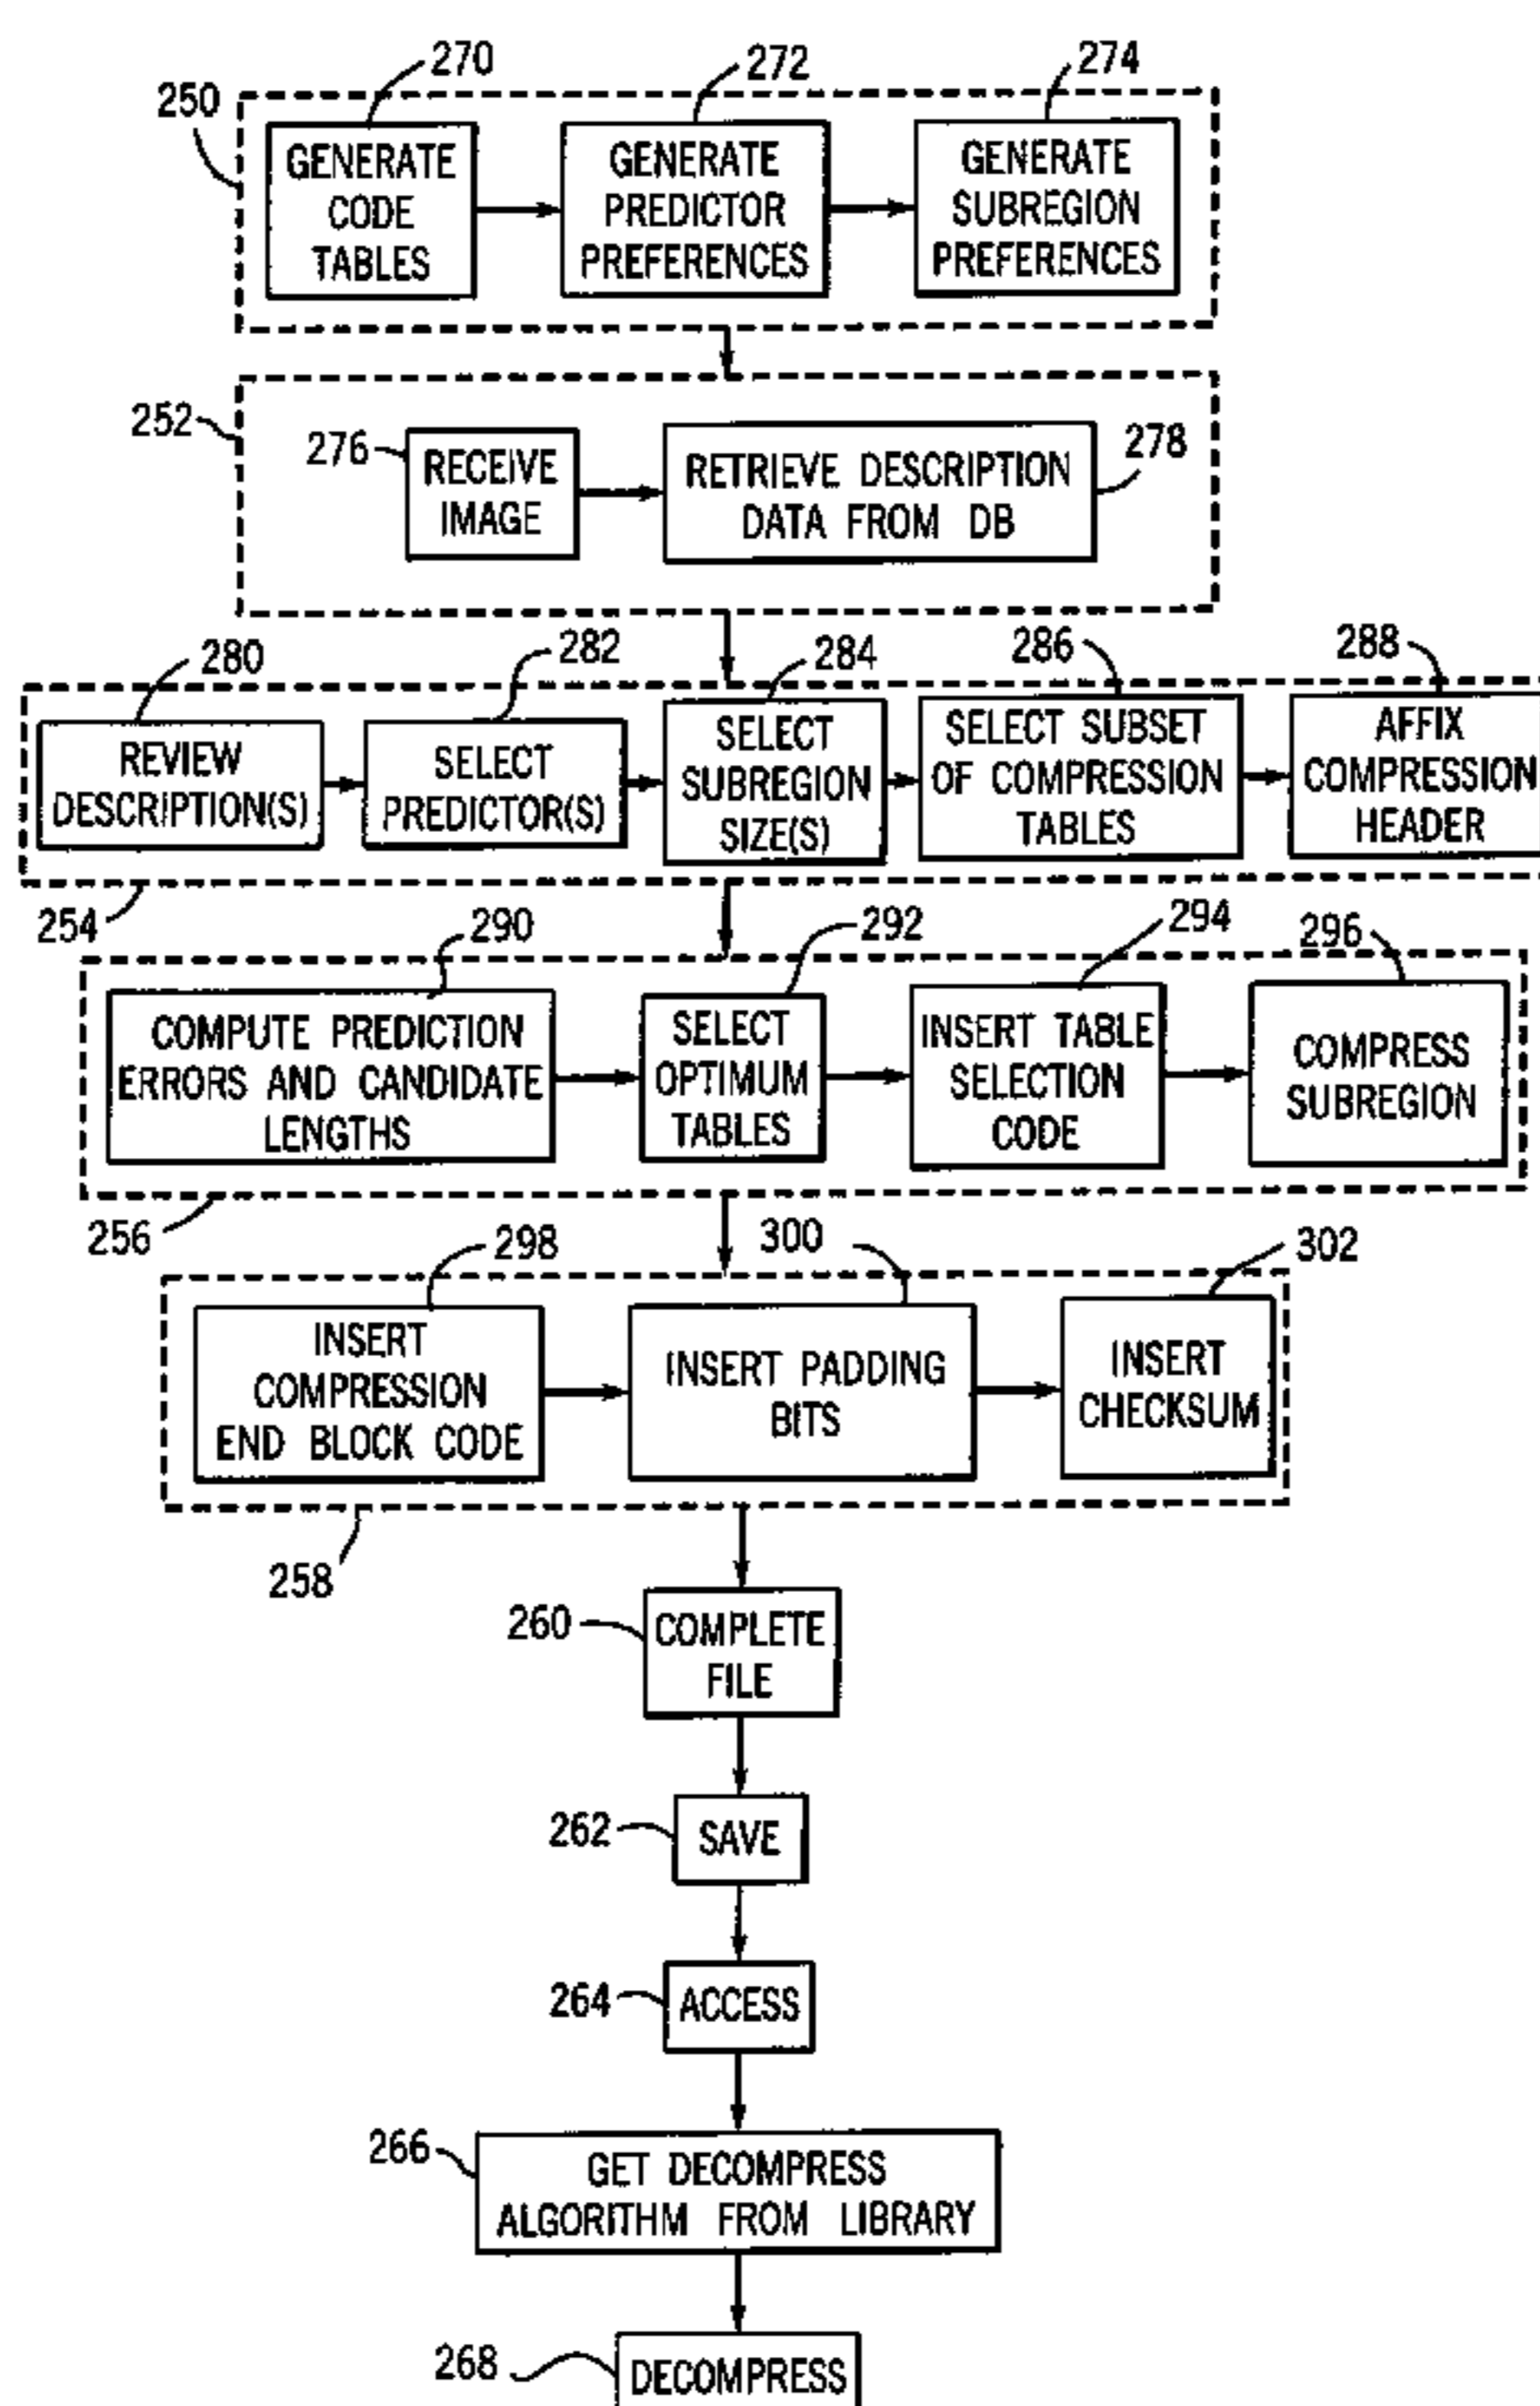 270
272
274
250
GENERATE
CODE
TABLES
GENERATE
PREDICTOR
PREFERENCES
GENERATE
SUBREGION
PREFERENCES
252
276
RECEIVE
IMAGE
RETRIEVE DESCRIPTION
DATA FROM DB
278
280
282
284
286
288
REVIEW
DESCRIPTION(S)
SELECT
PREDICTOR(S)
SELECT
SUBREGION
SIZE(S)
SELECT SUBSET
OF COMPRESSION
TABLES
AFFIX
COMPRESSION
HEADER
254
290
292
294
296
COMPUTE PREDICTION
ERRORS AND CANDIDATE
LENGTHS
SELECT
OPTIMUM
TABLES
INSERT TABLE
SELECTION
CODE
COMPRESS
SUBREGION
256
298
300
302
INSERT
COMPRESSION
END BLOCK CODE
INSERT PADDING
BITS
INSERT
CHECKSUM
258
260
COMPLETE
FILE
262
SAVE
264
ACCESS
266
GET DECOMPRESS
ALGORITHM FROM LIBRARY
268
DECOMPRESS